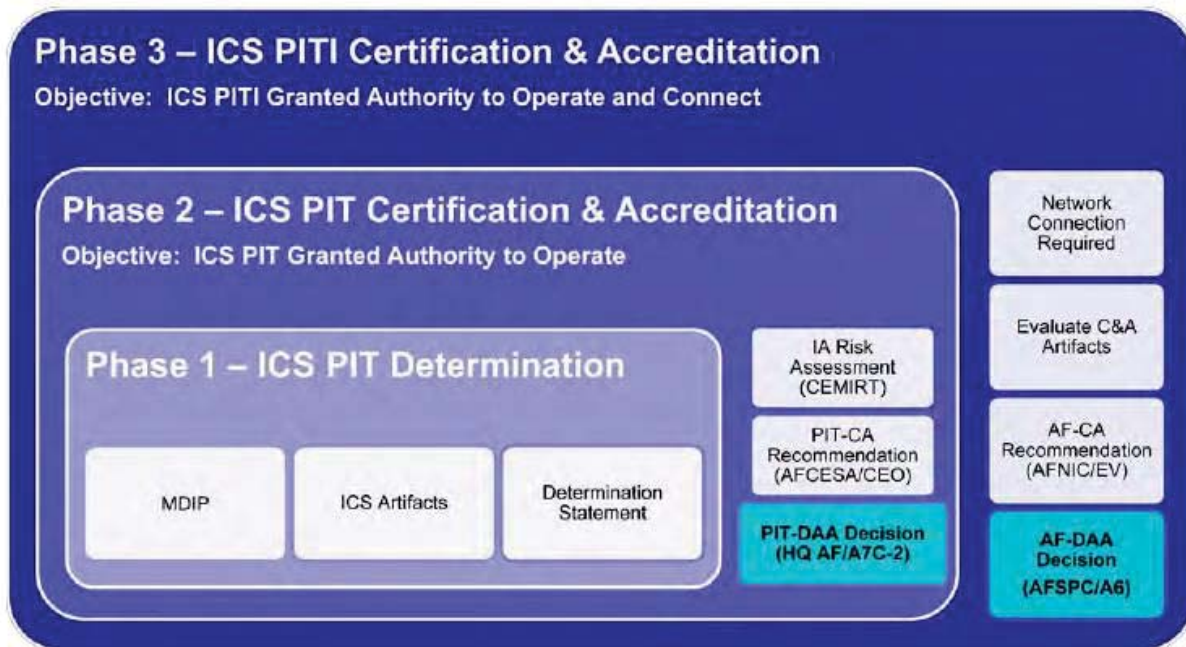 Phase 3 – ICS PITI Certification & Accreditation
Objective: ICS PITI Granted Authority to Operate and Connect
Phase 2 – ICS PIT Certification & Accreditation
Objective: ICS PIT Granted Authority to Operate
Phase 1 – ICS PIT Determination
MDIP
ICS Artifacts
Determination
Statement
IA Risk
Assessment
(CEMIRT)
PIT-CA
Recommendation
(AFCESA/CEO)
PIT-DAA Decision
(HQ AF/A7C-2)
Network
Connection
Required
Evaluate C&A
Artifacts
AF-CA
Recommendation
(AFNIC/EV)
AF-DAA
Decision
(AFSPC/A6)